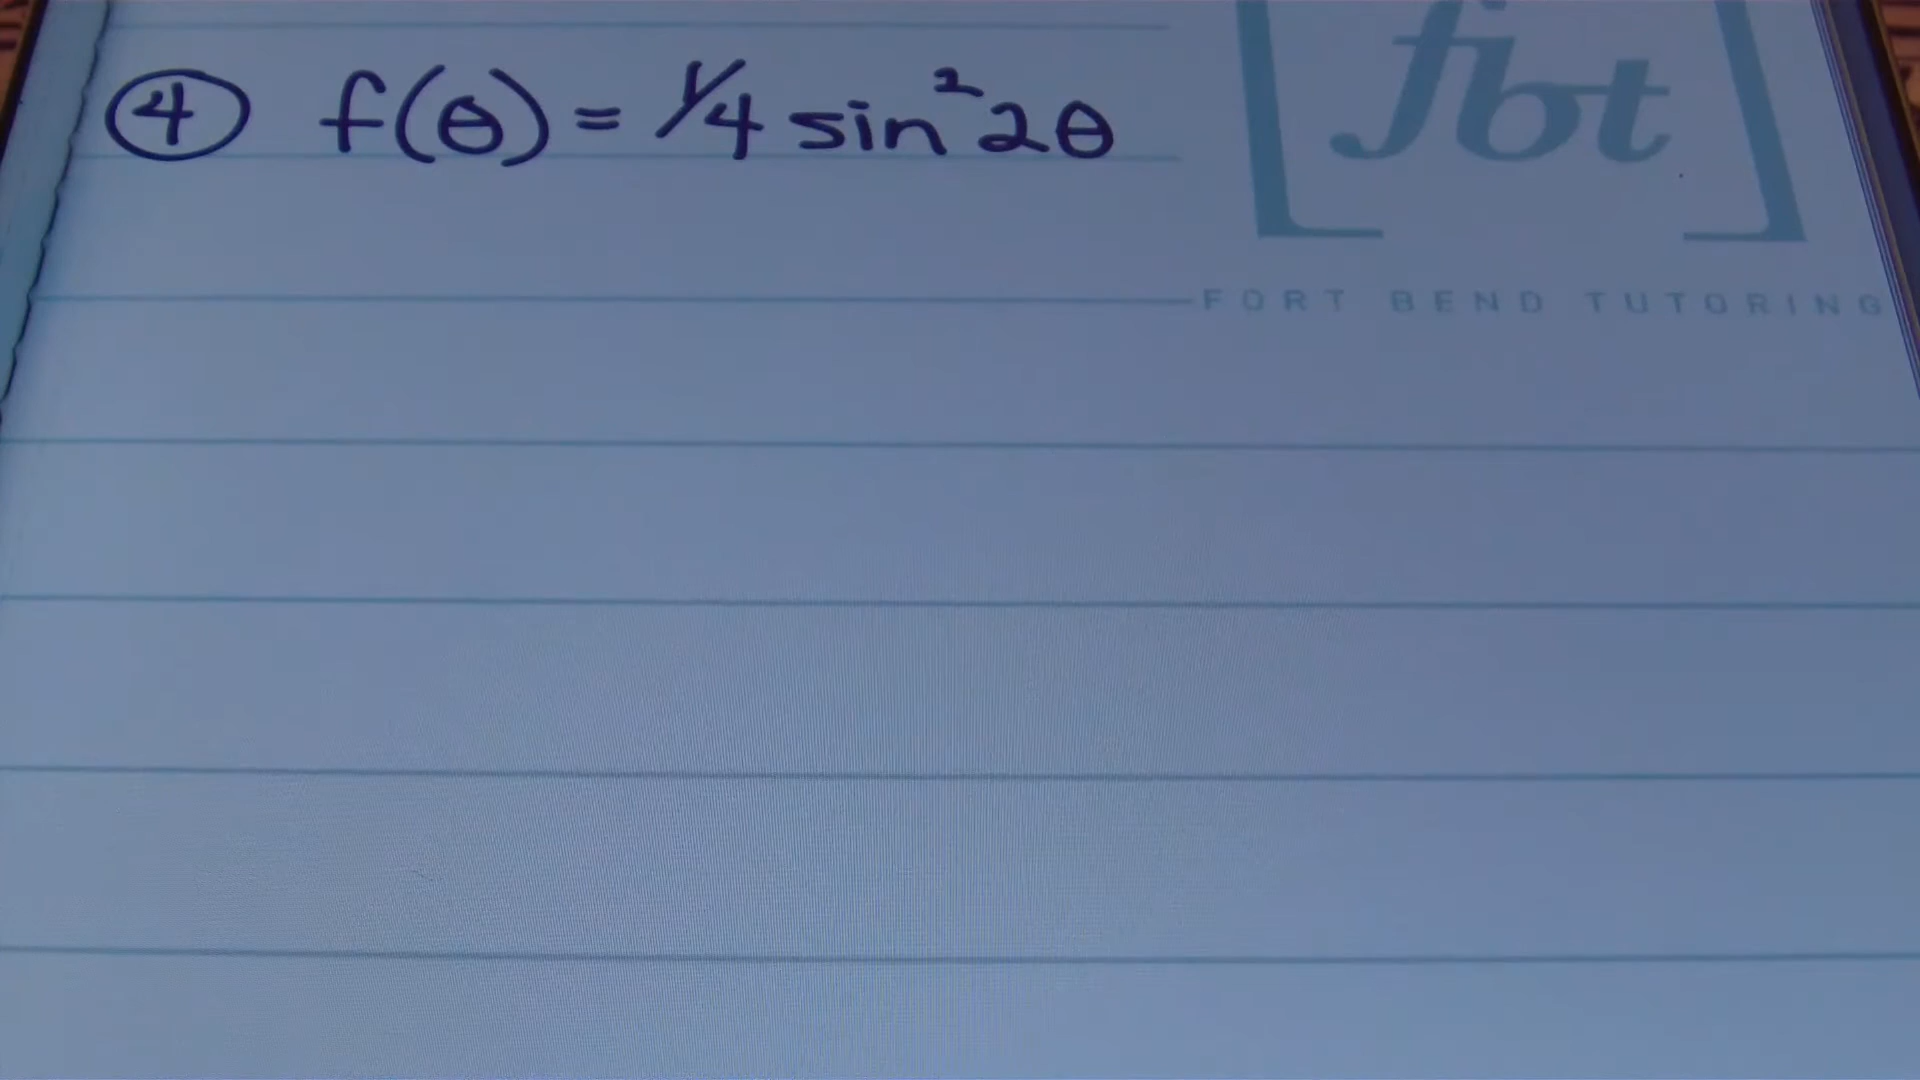 ④ f(θ) = 1/4 sin²2θ
fbt
FORT BEND TUTORING